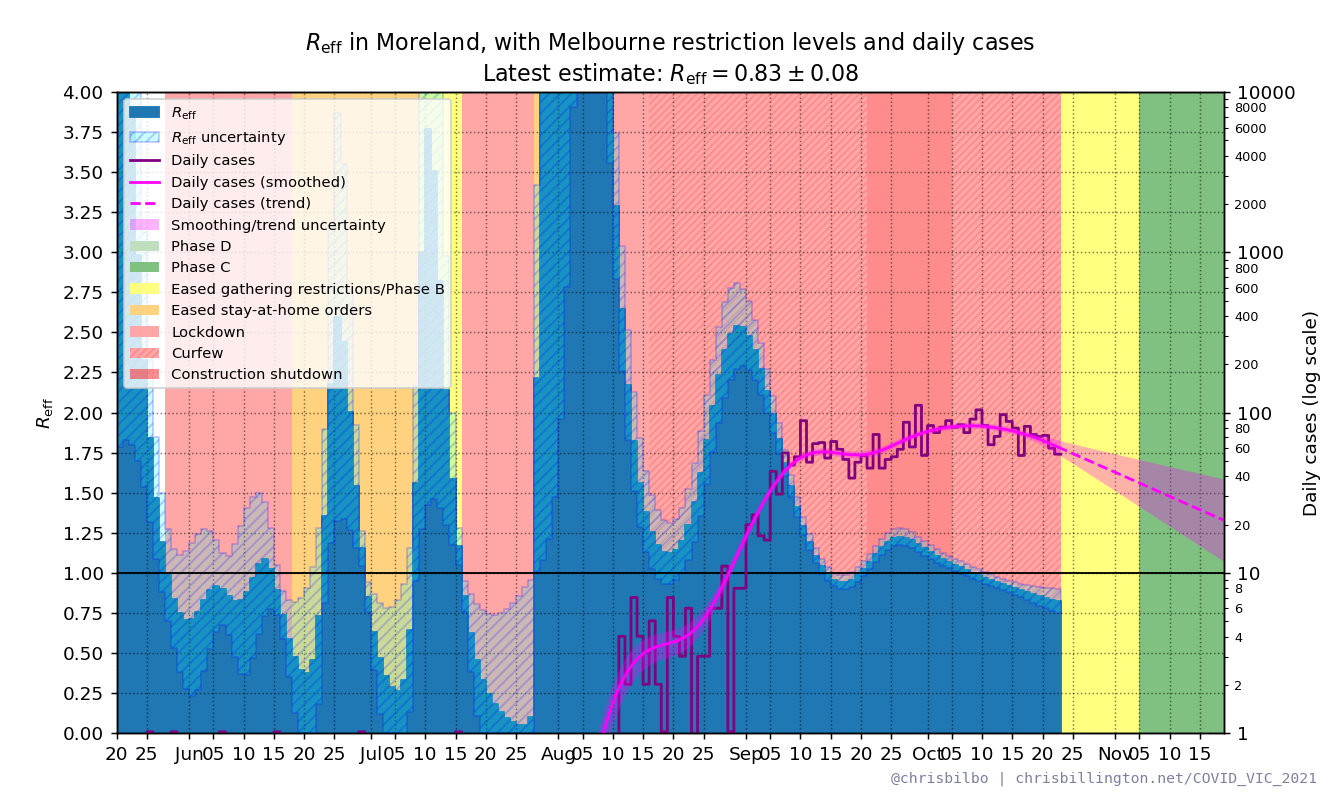 R_eff in Moreland, with Melbourne restriction levels and daily cases
Latest estimate: R_eff = 0.83 ± 0.08
R_eff
R_eff uncertainty
Daily cases
Daily cases (smoothed)
Daily cases (trend)
Smoothing/trend uncertainty
Phase D
Phase C
Eased gathering restrictions/Phase B
Eased stay-at-home orders
Lockdown
Curfew
Construction shutdown
R_eff
4.00
3.75
3.50
3.25
3.00
2.75
2.50
2.25
2.00
1.75
1.50
1.25
1.00
0.75
0.50
0.25
0.00
10000
8000
6000
4000
2000
1000
800
600
400
200
100
80
60
40
20
10
8
6
4
2
1
Daily cases (log scale)
20 25 Jun 05 10 15 20 25 Jul 05 10 15 20 25 Aug 05 10 15 20 25 Sep 05 10 15 20 25 Oct 05 10 15 20 25 Nov 05 10 15
@chrisbilbo | chrisbillington.net/COVID_VIC_2021